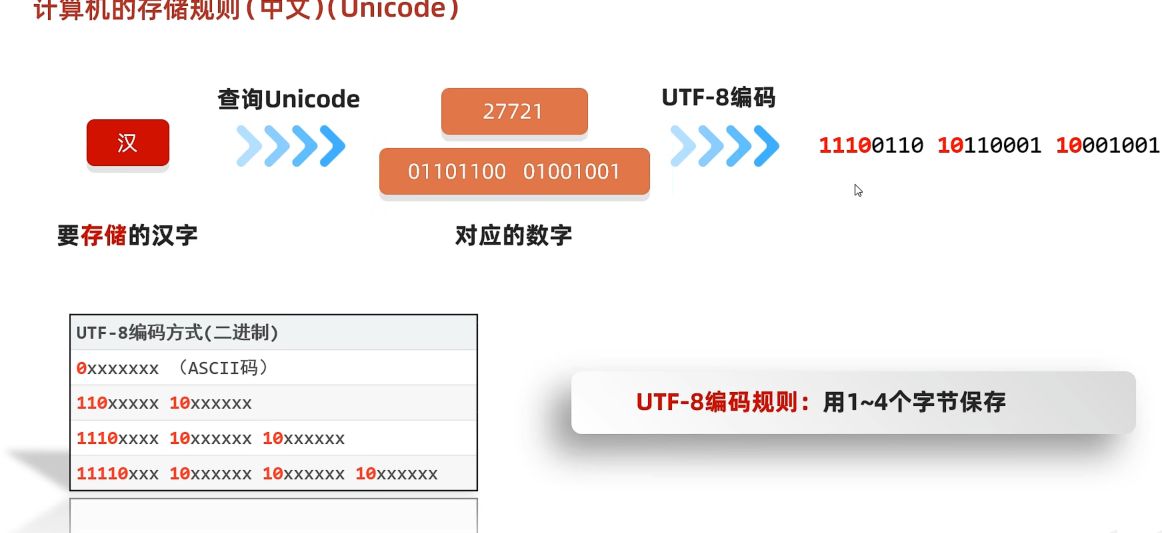 计算机的存储规则(中文)(Unicode)
查询Unicode
UTF-8编码
汉
27721
01101100 01001001
11100110 10110001 10001001
要存储的汉字
对应的数字
UTF-8编码方式(二进制)
0xxxxxxx （ASCII码）
110xxxxx 10xxxxxx
1110xxxx 10xxxxxx 10xxxxxx
11110xxx 10xxxxxx 10xxxxxx 10xxxxxx
UTF-8编码规则：用1~4个字节保存